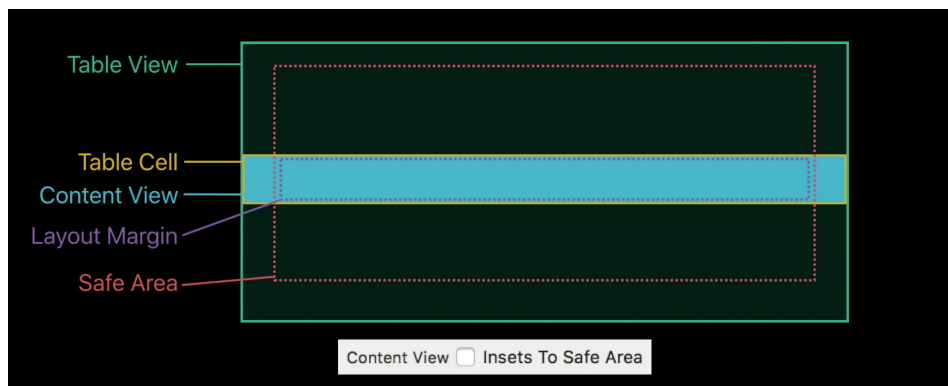 Table View
Table Cell
Content View
Layout Margin
Safe Area
Content View Insets To Safe Area